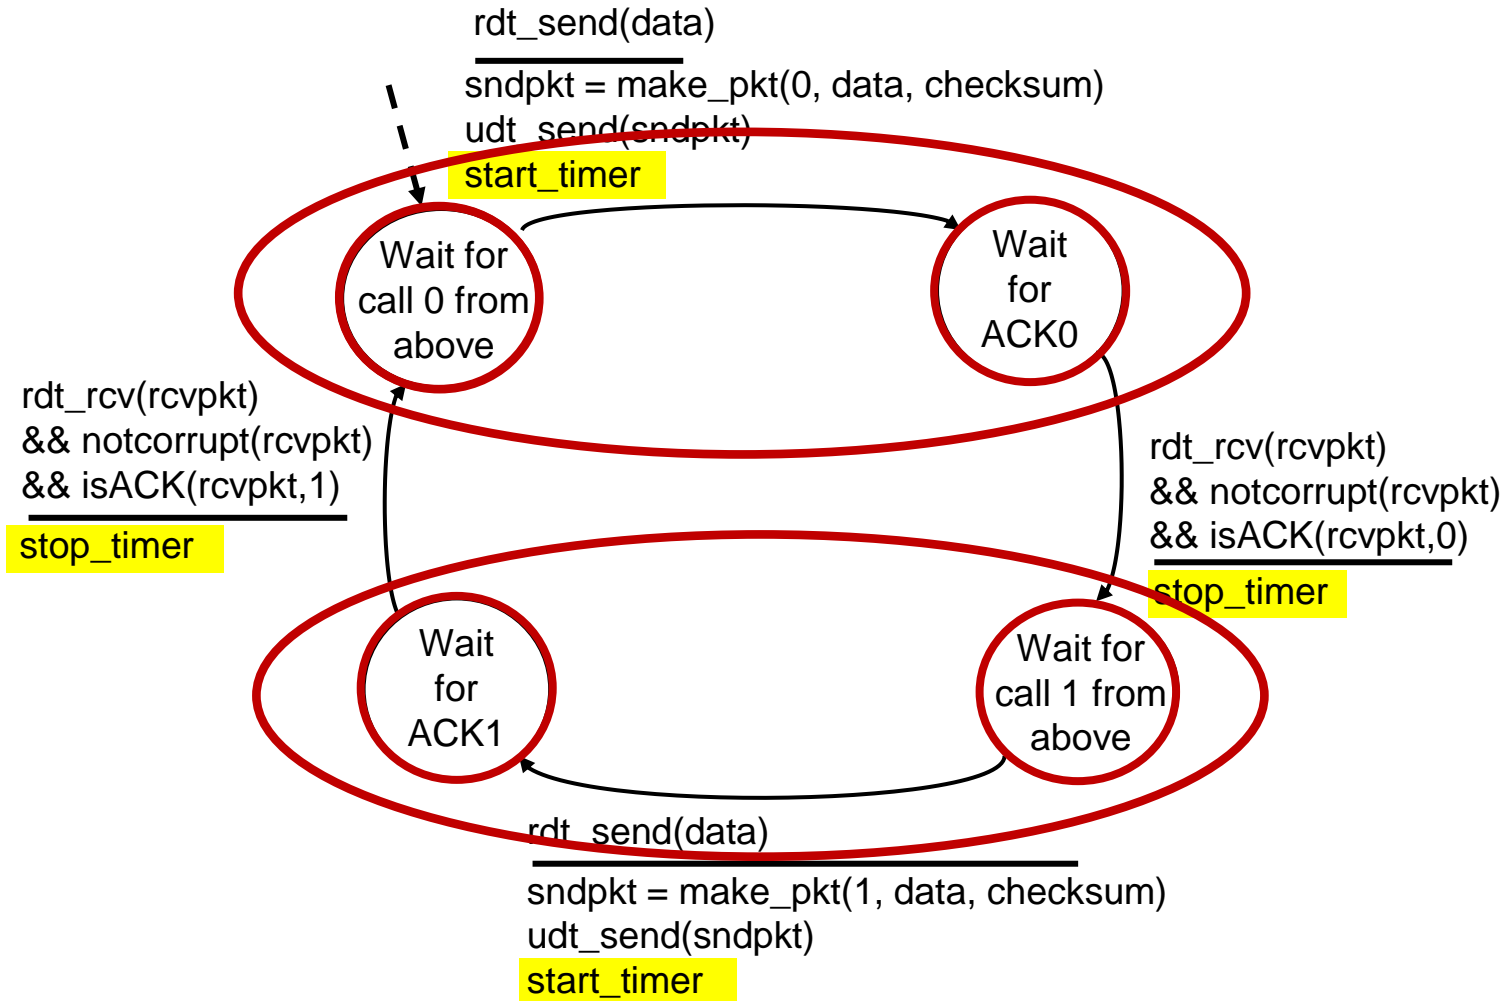 rdt_send(data)
sndpkt = make_pkt(0, data, checksum)
udt_send(sndpkt)
start_timer
Wait for
call 0 from
above
Wait
for
ACK0
rdt_rcv(rcvpkt)
&& notcorrupt(rcvpkt)
&& isACK(rcvpkt,1)
stop_timer
rdt_rcv(rcvpkt)
&& notcorrupt(rcvpkt)
&& isACK(rcvpkt,0)
stop_timer
Wait
for
ACK1
Wait for
call 1 from
above
rdt_send(data)
sndpkt = make_pkt(1, data, checksum)
udt_send(sndpkt)
start_timer